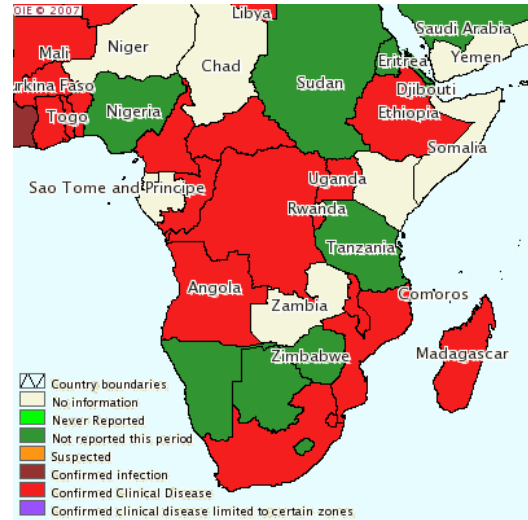 OIE © 2007
Libya
Saudi Arabia
Niger
Mali
Chad
Eritrea
Yemen
urkina Faso
Sudan
Djibouti
Nigeria
Togo
Ethiopia
Somalia
Uganda
Sao Tome and Principe
Rwanda
Tanzania
Angola
Comoros
Zambia
Zimbabwe
Madagascar
Country boundaries
No information
Never Reported
Not reported this period
Suspected
Confirmed infection
Confirmed Clinical Disease
Confirmed clinical disease limited to certain zones